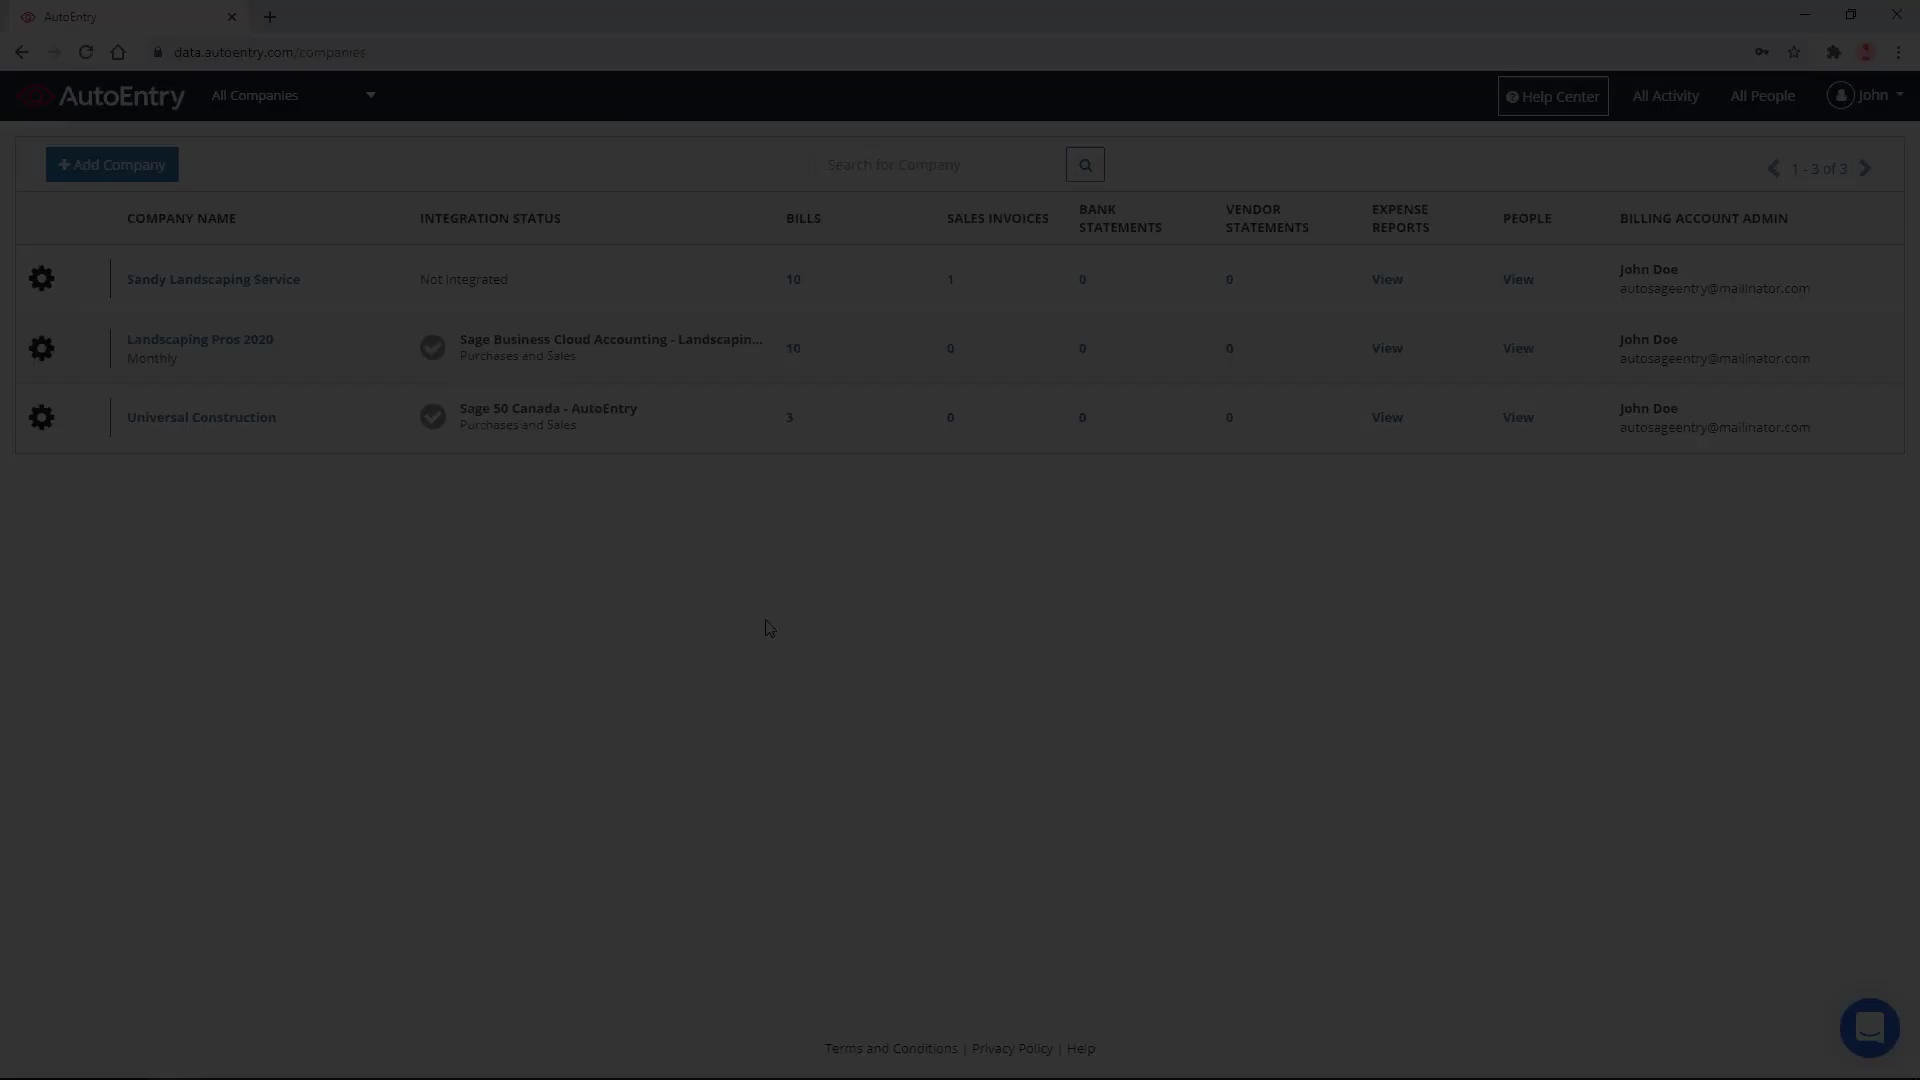 AutoEntry
data.autoentry.com/companies
AutoEntry
All Companies
Help Center
All Activity
All People
John
+ Add Company
Search for Company
1 - 3 of 3
COMPANY NAME
INTEGRATION STATUS
BILLS
SALES INVOICES
BANK STATEMENTS
VENDOR STATEMENTS
EXPENSE REPORTS
PEOPLE
BILLING ACCOUNT ADMIN
Sandy Landscaping Service
Not Integrated
10
1
0
0
View
View
John Doe
autosageentry@mailinator.com
Landscaping Pros 2020
Monthly
Sage Business Cloud Accounting - Landscapin...
Purchases and Sales
10
0
0
0
View
View
John Doe
autosageentry@mailinator.com
Universal Construction
Sage 50 Canada - AutoEntry
Purchases and Sales
3
0
0
0
View
View
John Doe
autosageentry@mailinator.com
Terms and Conditions | Privacy Policy | Help